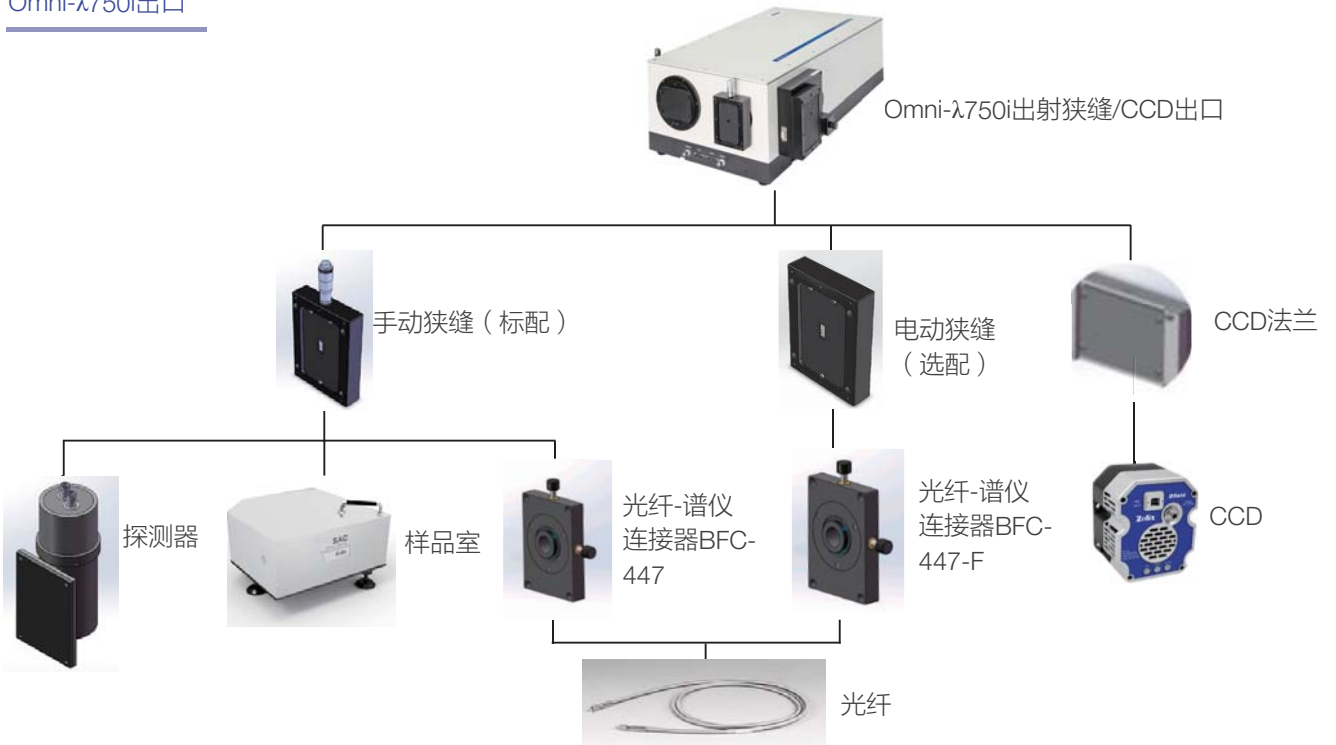 Omni-λ750i出口
Omni-λ750i出射狭缝/CCD出口
手动狭缝（标配）
电动狭缝
（选配）
CCD法兰
探测器
SAC
样品室
光纤-谱仪
连接器BFC-
447
光纤-谱仪
连接器BFC-
447-F
Zolix
CCD
光纤